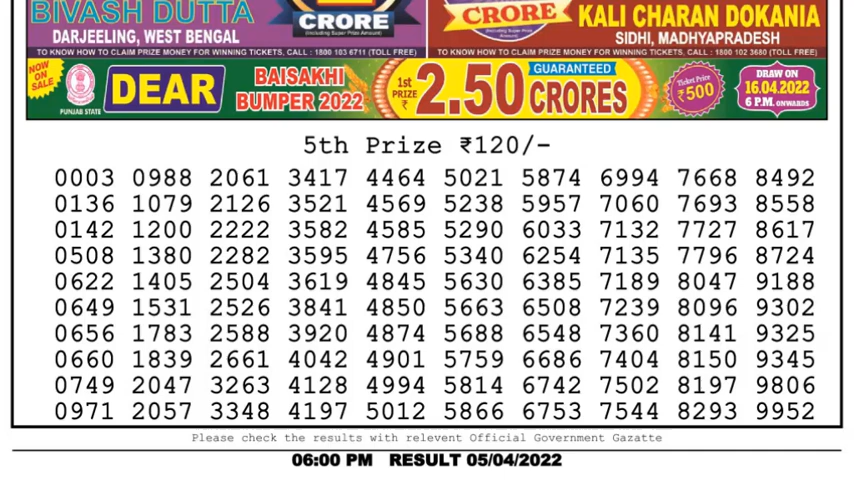 BIVASH DUTTA
DARJEELING, WEST BENGAL
CRORE
(Including Super Prize Amount)
TO KNOW HOW TO CLAIM PRIZE MONEY FOR WINNING TICKETS, CALL : 1800 103 6711 (TOLL FREE)
CRORE
(Including Super Prize Amount)
KALI CHARAN DOKANIA
SIDHI, MADHYAPRADESH
TO KNOW HOW TO CLAIM PRIZE MONEY FOR WINNING TICKETS, CALL : 1800 102 3680 (TOLL FREE)
NOW ON SALE
PUNJAB STATE
DEAR
BAISAKHI
BUMPER 2022
1st PRIZE ₹
2.50
GUARANTEED
CRORES
Ticket Price
₹500
DRAW ON
16.04.2022
6 P.M. ONWARDS
5th Prize ₹120/-
0003 0988 2061 3417 4464 5021 5874 6994 7668 8492
0136 1079 2126 3521 4569 5238 5957 7060 7693 8558
0142 1200 2222 3582 4585 5290 6033 7132 7727 8617
0508 1380 2282 3595 4756 5340 6254 7135 7796 8724
0622 1405 2504 3619 4845 5630 6385 7189 8047 9188
0649 1531 2526 3841 4850 5663 6508 7239 8096 9302
0656 1783 2588 3920 4874 5688 6548 7360 8141 9325
0660 1839 2661 4042 4901 5759 6686 7404 8150 9345
0749 2047 3263 4128 4994 5814 6742 7502 8197 9806
0971 2057 3348 4197 5012 5866 6753 7544 8293 9952
Please check the results with relevent Official Government Gazatte
06:00 PM RESULT 05/04/2022